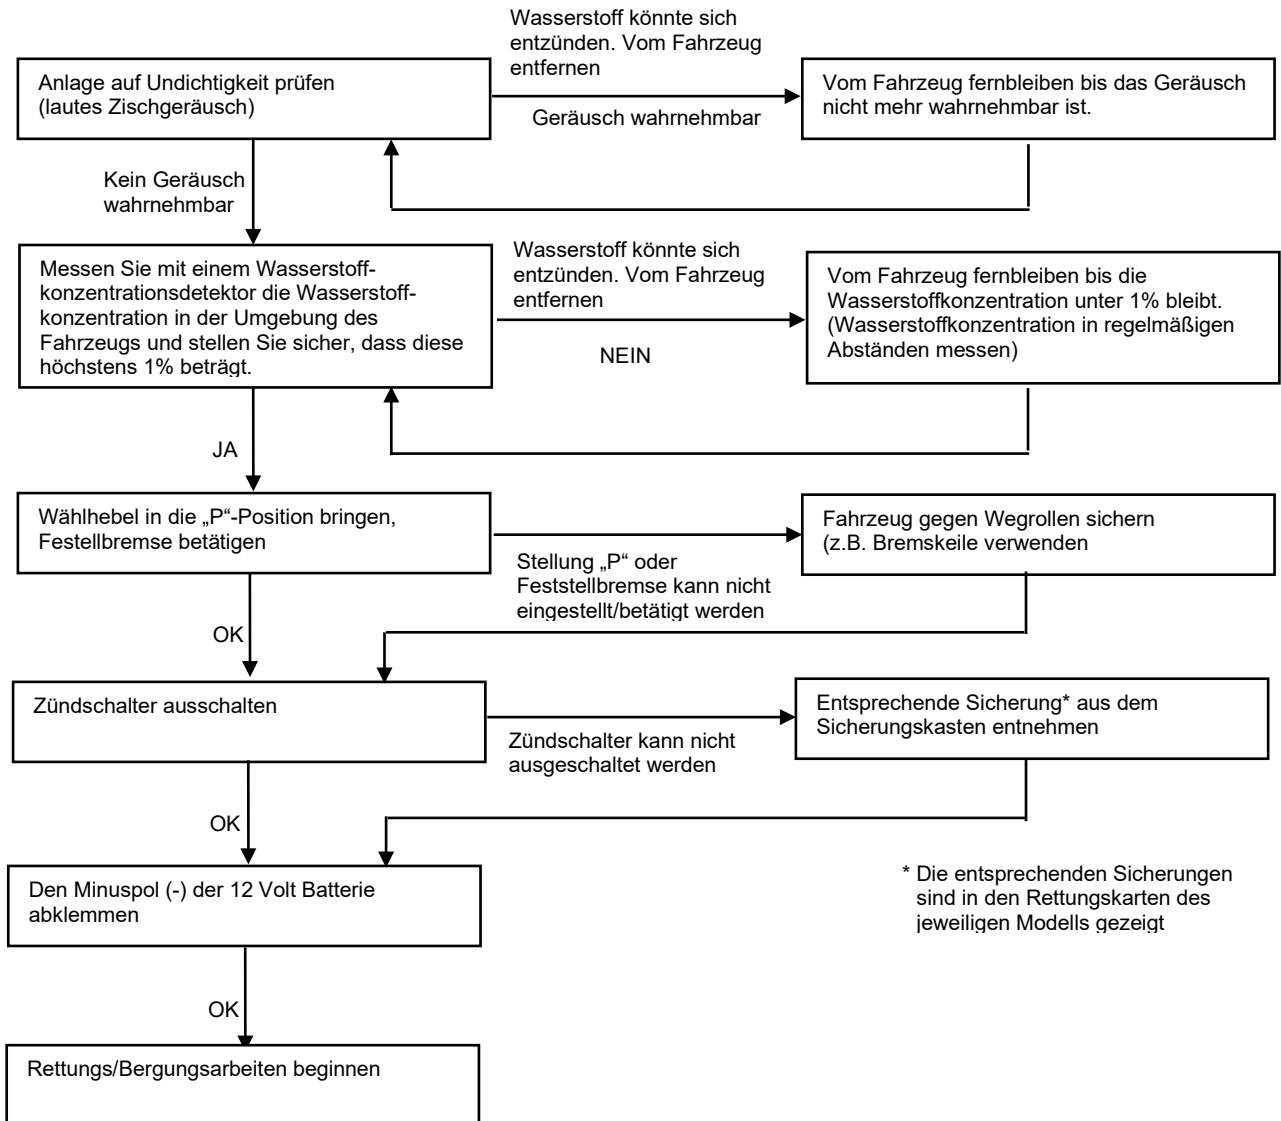 Wasserstoff könnte sich
entzünden. Vom Fahrzeug
entfernen
Anlage auf Undichtigkeit prüfen
(lautes Zischgeräusch)
Vom Fahrzeug fernbleiben bis das Geräusch
nicht mehr wahrnehmbar ist.
Geräusch wahrnehmbar
Kein Geräusch
wahrnehmbar
Wasserstoff könnte sich
entzünden. Vom Fahrzeug
entfernen
Messen Sie mit einem Wasserstoff-
konzentrationsdetektor die Wasserstoff-
konzentration in der Umgebung des
Fahrzeugs und stellen Sie sicher, dass diese
höchstens 1% beträgt.
Vom Fahrzeug fernbleiben bis die
Wasserstoffkonzentration unter 1% bleibt.
(Wasserstoffkonzentration in regelmäßigen
Abständen messen)
NEIN
JA
Wählhebel in die „P“-Position bringen,
Festellbremse betätigen
Fahrzeug gegen Wegrollen sichern
(z.B. Bremskeile verwenden
Stellung „P“ oder
Feststellbremse kann nicht
eingestellt/betätigt werden
OK
Zündschalter ausschalten
Entsprechende Sicherung* aus dem
Sicherungskasten entnehmen
Zündschalter kann nicht
ausgeschaltet werden
OK
Den Minuspol (-) der 12 Volt Batterie
abklemmen
* Die entsprechenden Sicherungen
sind in den Rettungskarten des
jeweiligen Modells gezeigt
OK
Rettungs/Bergungsarbeiten beginnen